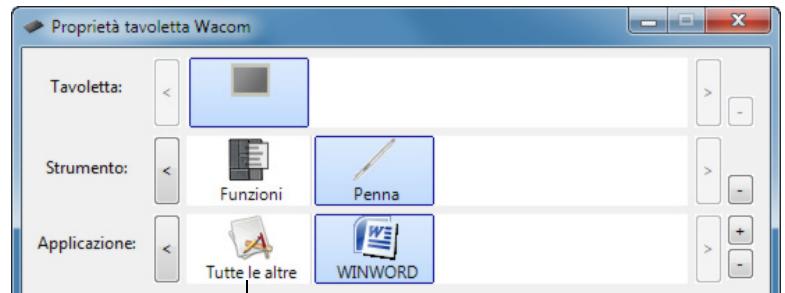 Proprietà tavoletta Wacom
Tavoletta:
<
>
-
Strumento:
<
Funzioni
Penna
>
-
Applicazione:
<
Tutte le altre
WINWORD
>
+
-